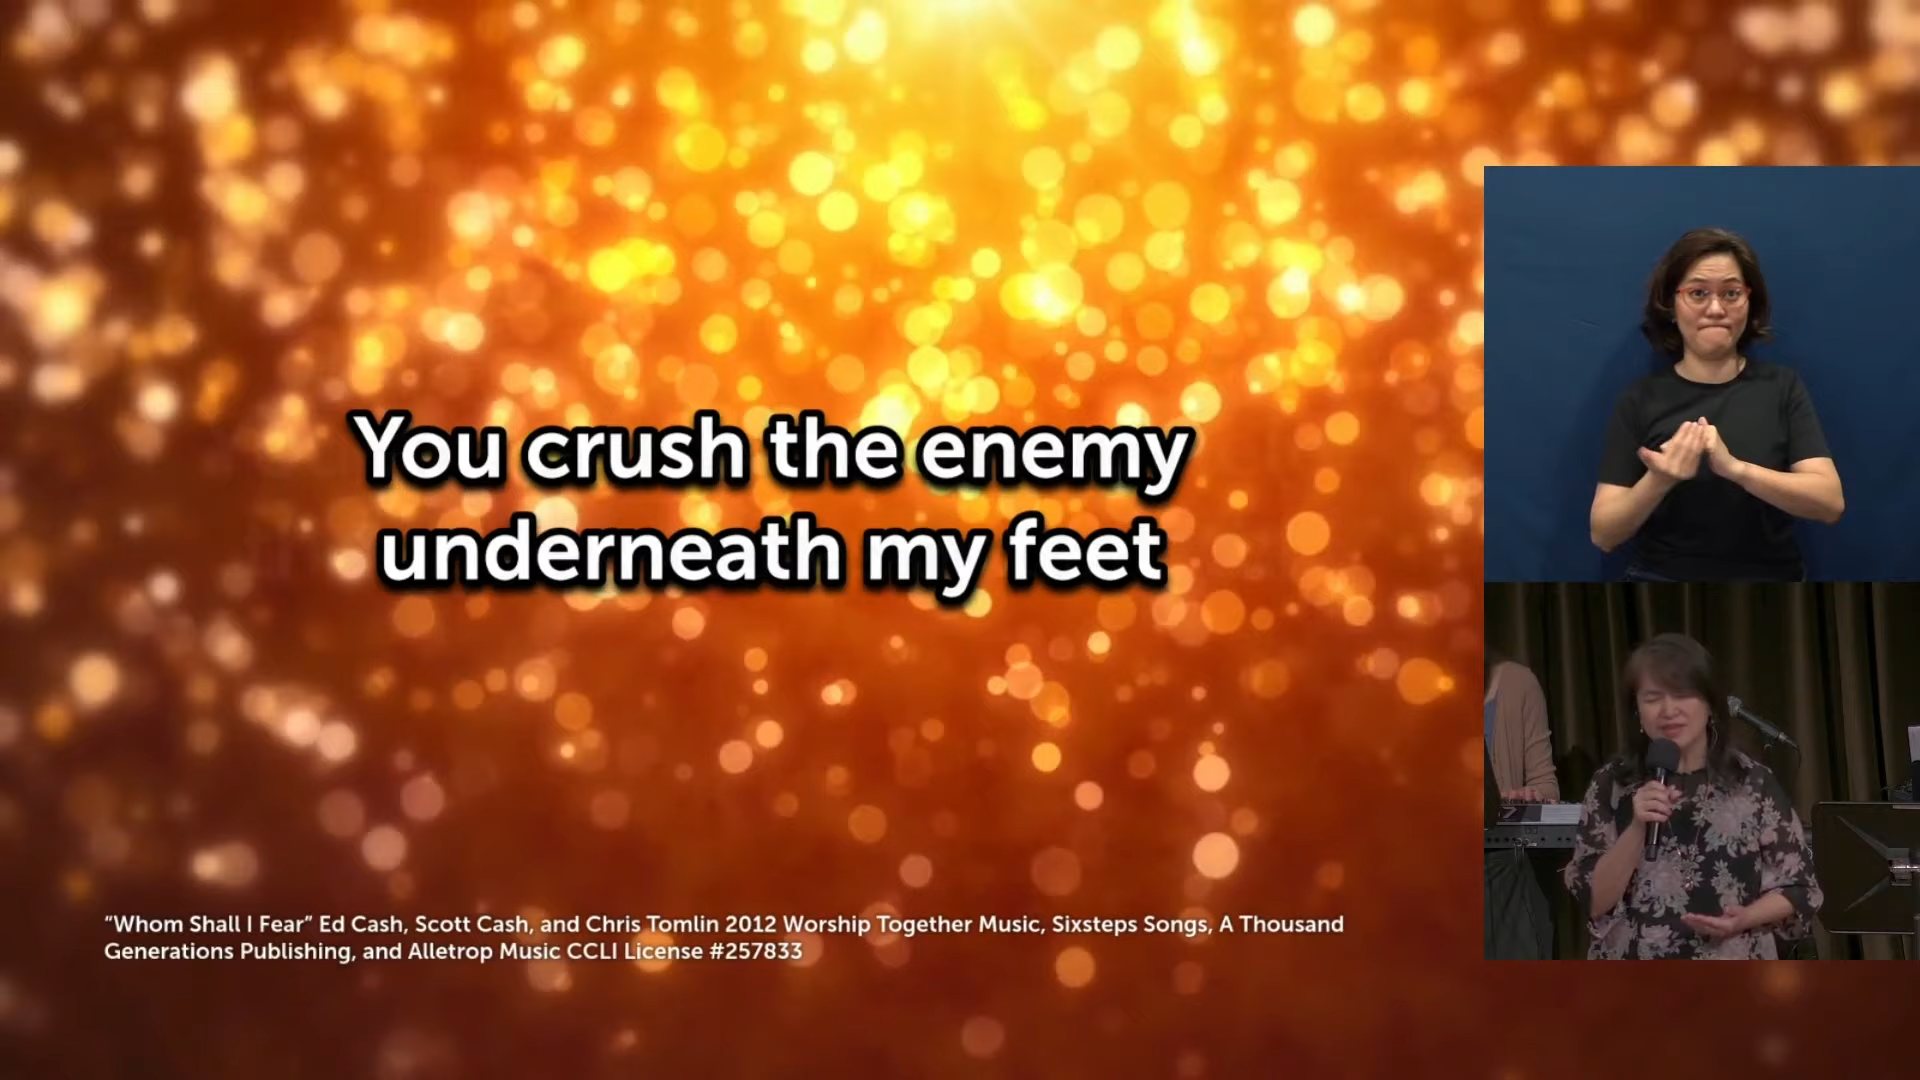 You crush the enemy
underneath my feet
"Whom Shall I Fear" Ed Cash, Scott Cash, and Chris Tomlin 2012 Worship Together Music, Sixsteps Songs, A Thousand
Generations Publishing, and Alletrop Music CCLI License #257833